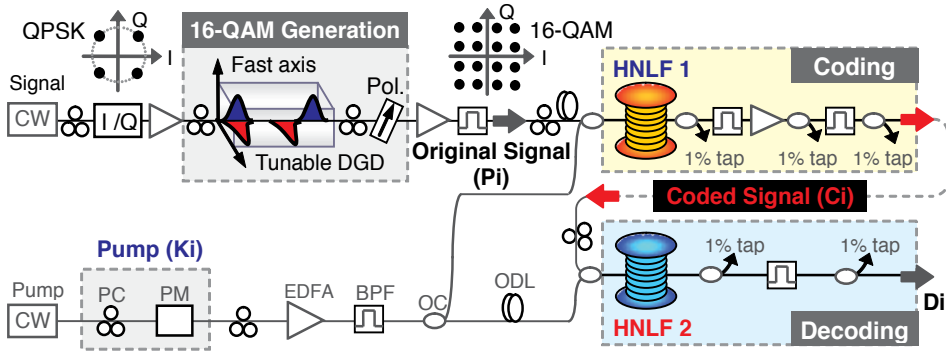 QPSK
Q
I
16-QAM Generation
Q
16-QAM
I
Signal
CW
I /Q
Fast axis
Tunable DGD
Pol.
Original Signal
(Pi)
HNLF 1
Coding
1% tap
1% tap
1% tap
Coded Signal (Ci)
Pump (Ki)
Pump
CW
PC
PM
EDFA
BPF
OC
ODL
1% tap
1% tap
HNLF 2
Decoding
Di